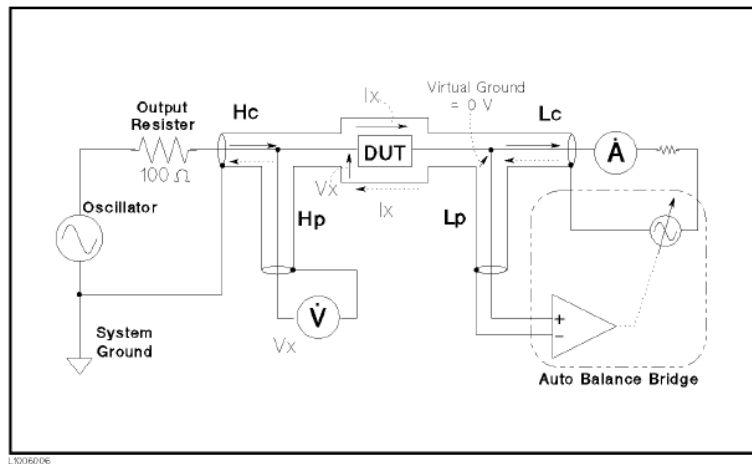 Output
Resister
100 Ω
Hc
Ix
Virtual Ground
= 0 V
Lc
DUT
Ȧ
Vx
Ix
Oscillator
Hp
Lp
V̇
Vx
+
−
System
Ground
Auto Balance Bridge
L1006006